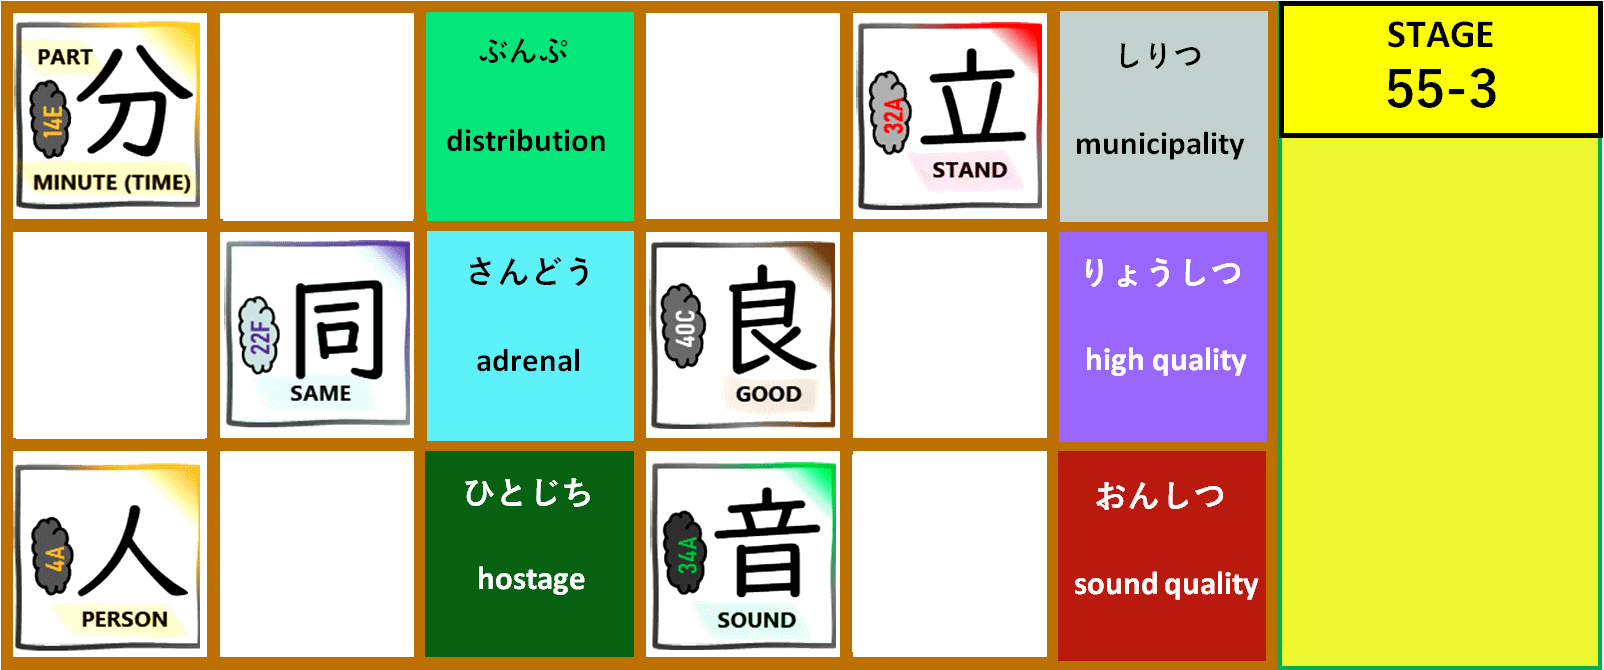 PART
14E
分
MINUTE (TIME)
ぶんぷ
distribution
32A
立
STAND
しりつ
municipality
STAGE
55-3
22F
同
SAME
さんどう
adrenal
40C
良
GOOD
りょうしつ
high quality
4A
人
PERSON
ひとじち
hostage
34A
音
SOUND
おんしつ
sound quality